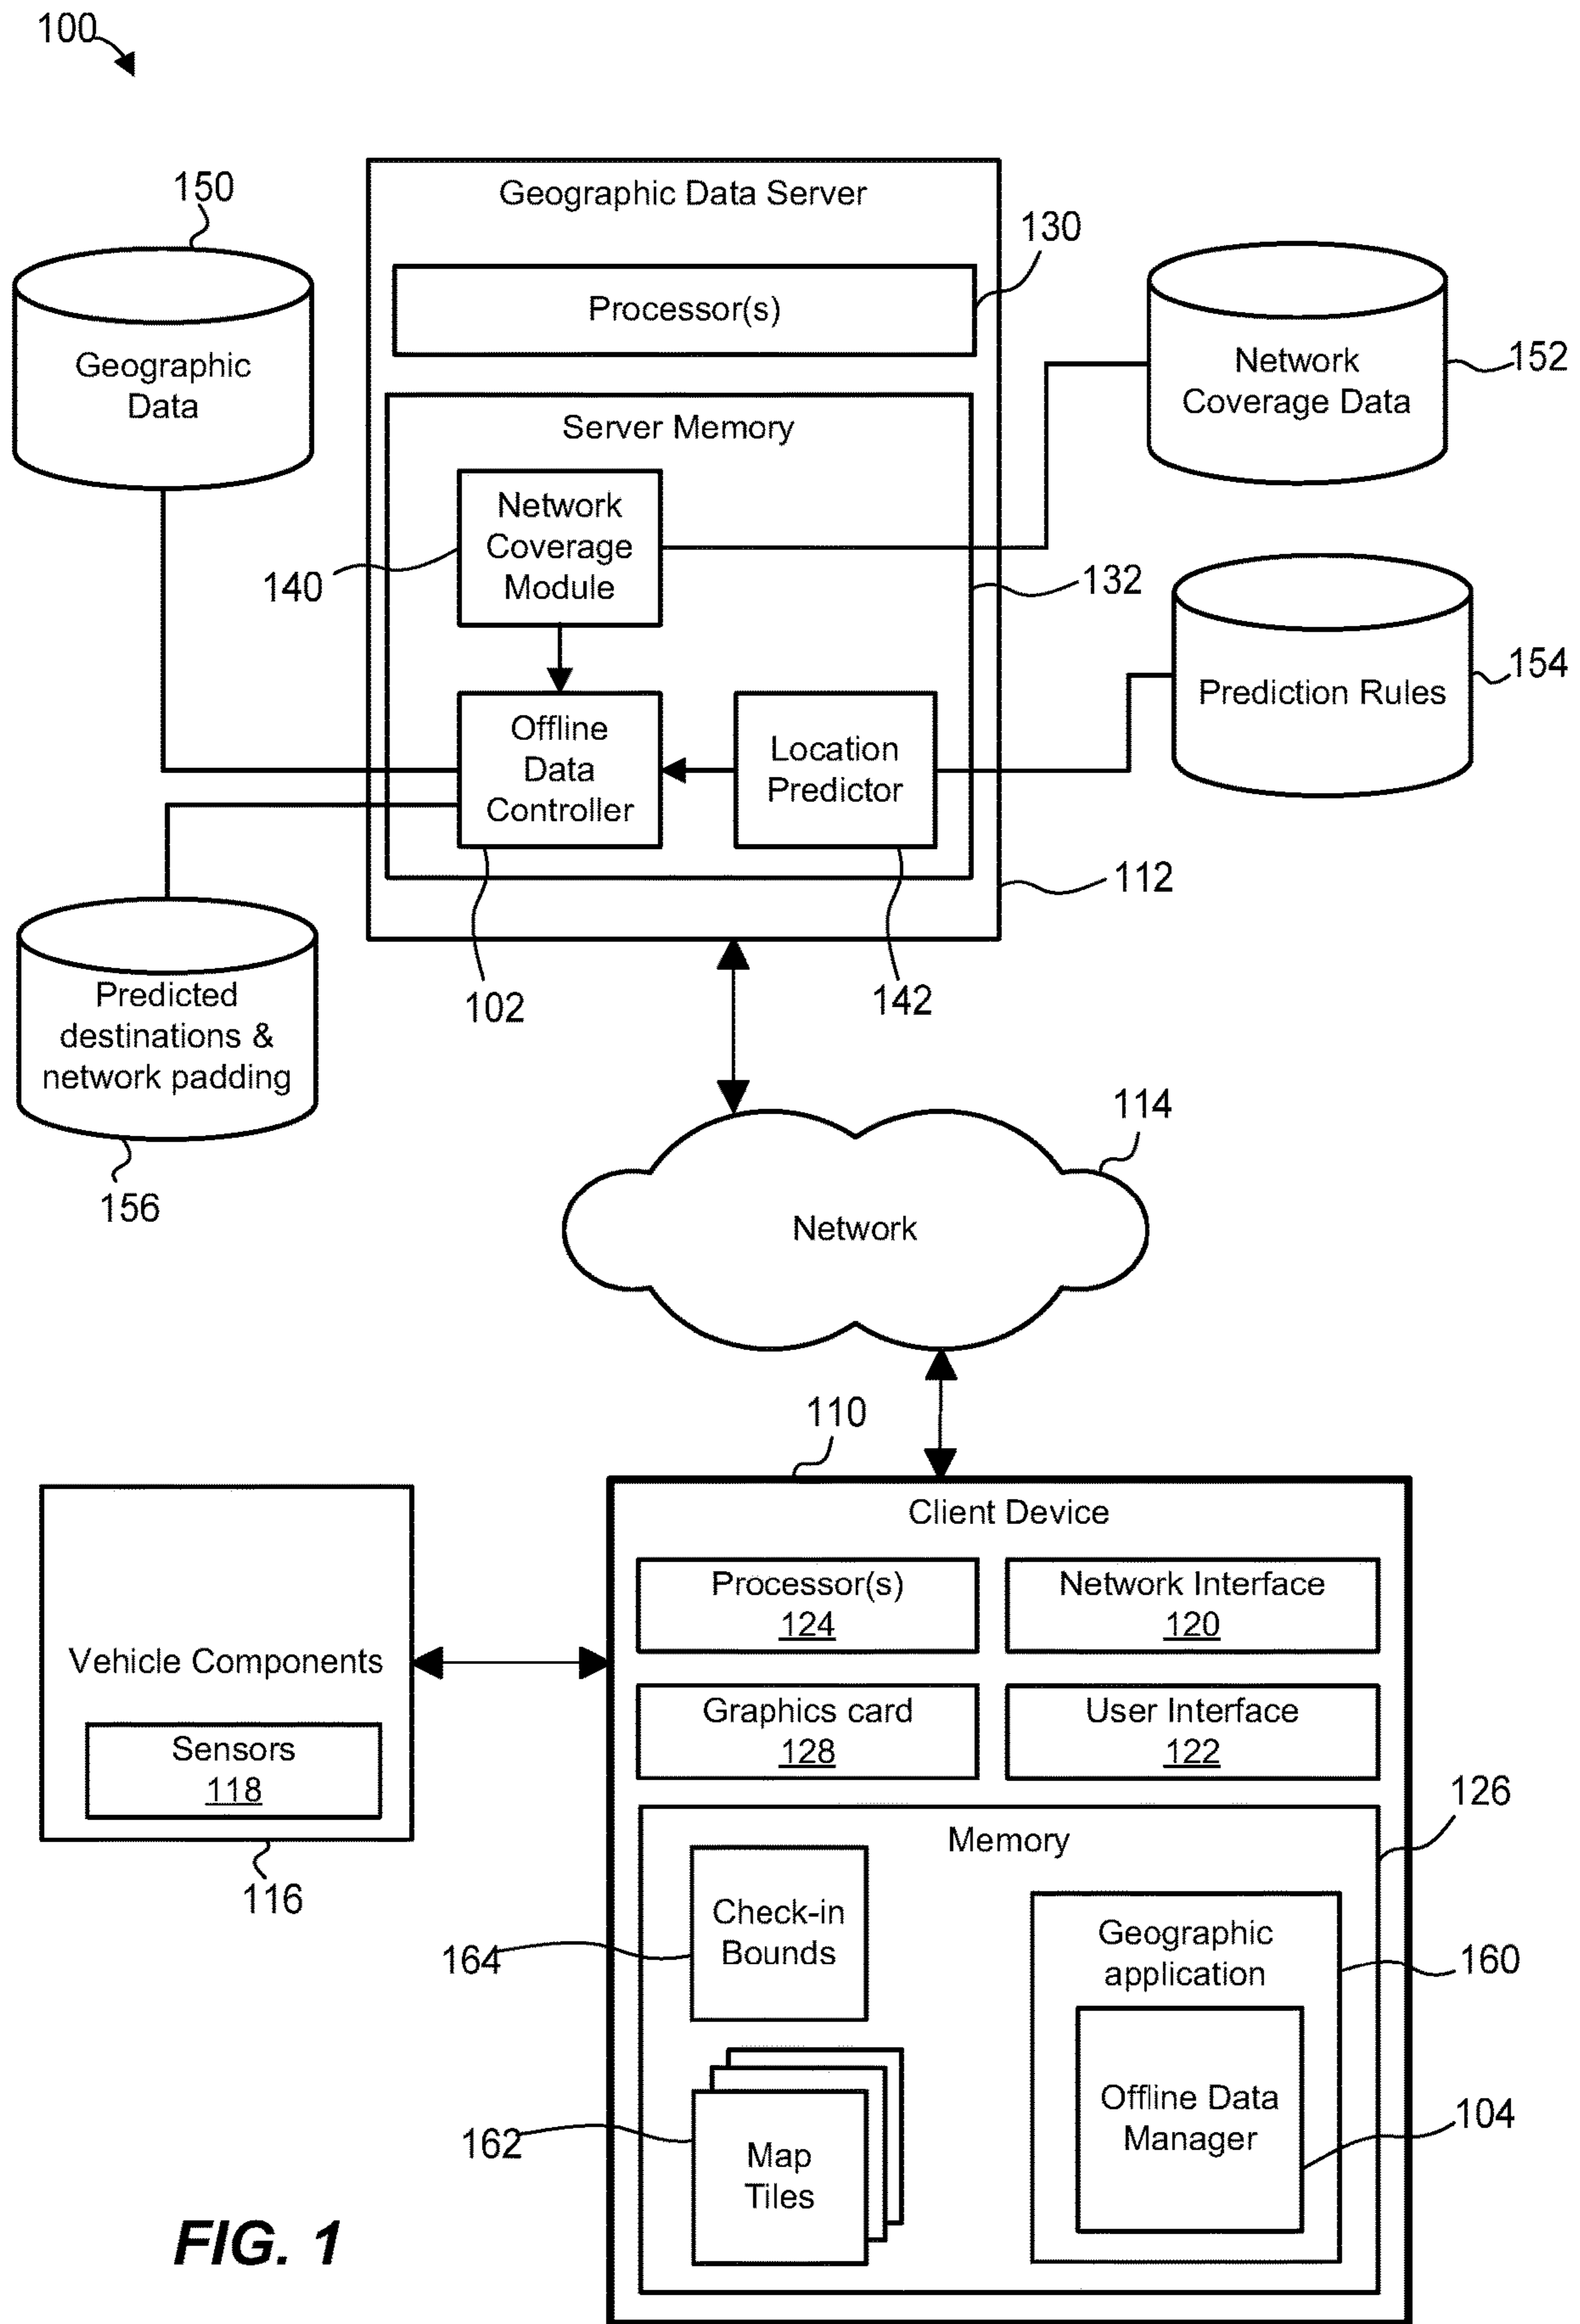 100
150
Geographic Data Server
130
Processor(s)
Geographic
Data
Network
Coverage Data
152
Server Memory
Network
Coverage
Module
140
132
Prediction Rules
154
Offline
Data
Controller
Location
Predictor
112
102
142
Predicted
destinations &
network padding
156
114
Network
110
Client Device
Processor(s)
124
Network Interface
120
Vehicle Components
Graphics card
128
User Interface
122
Sensors
118
116
126
Memory
Check-in
Bounds
164
Geographic
application
160
Offline Data
Manager
104
162
Map
Tiles
FIG. 1